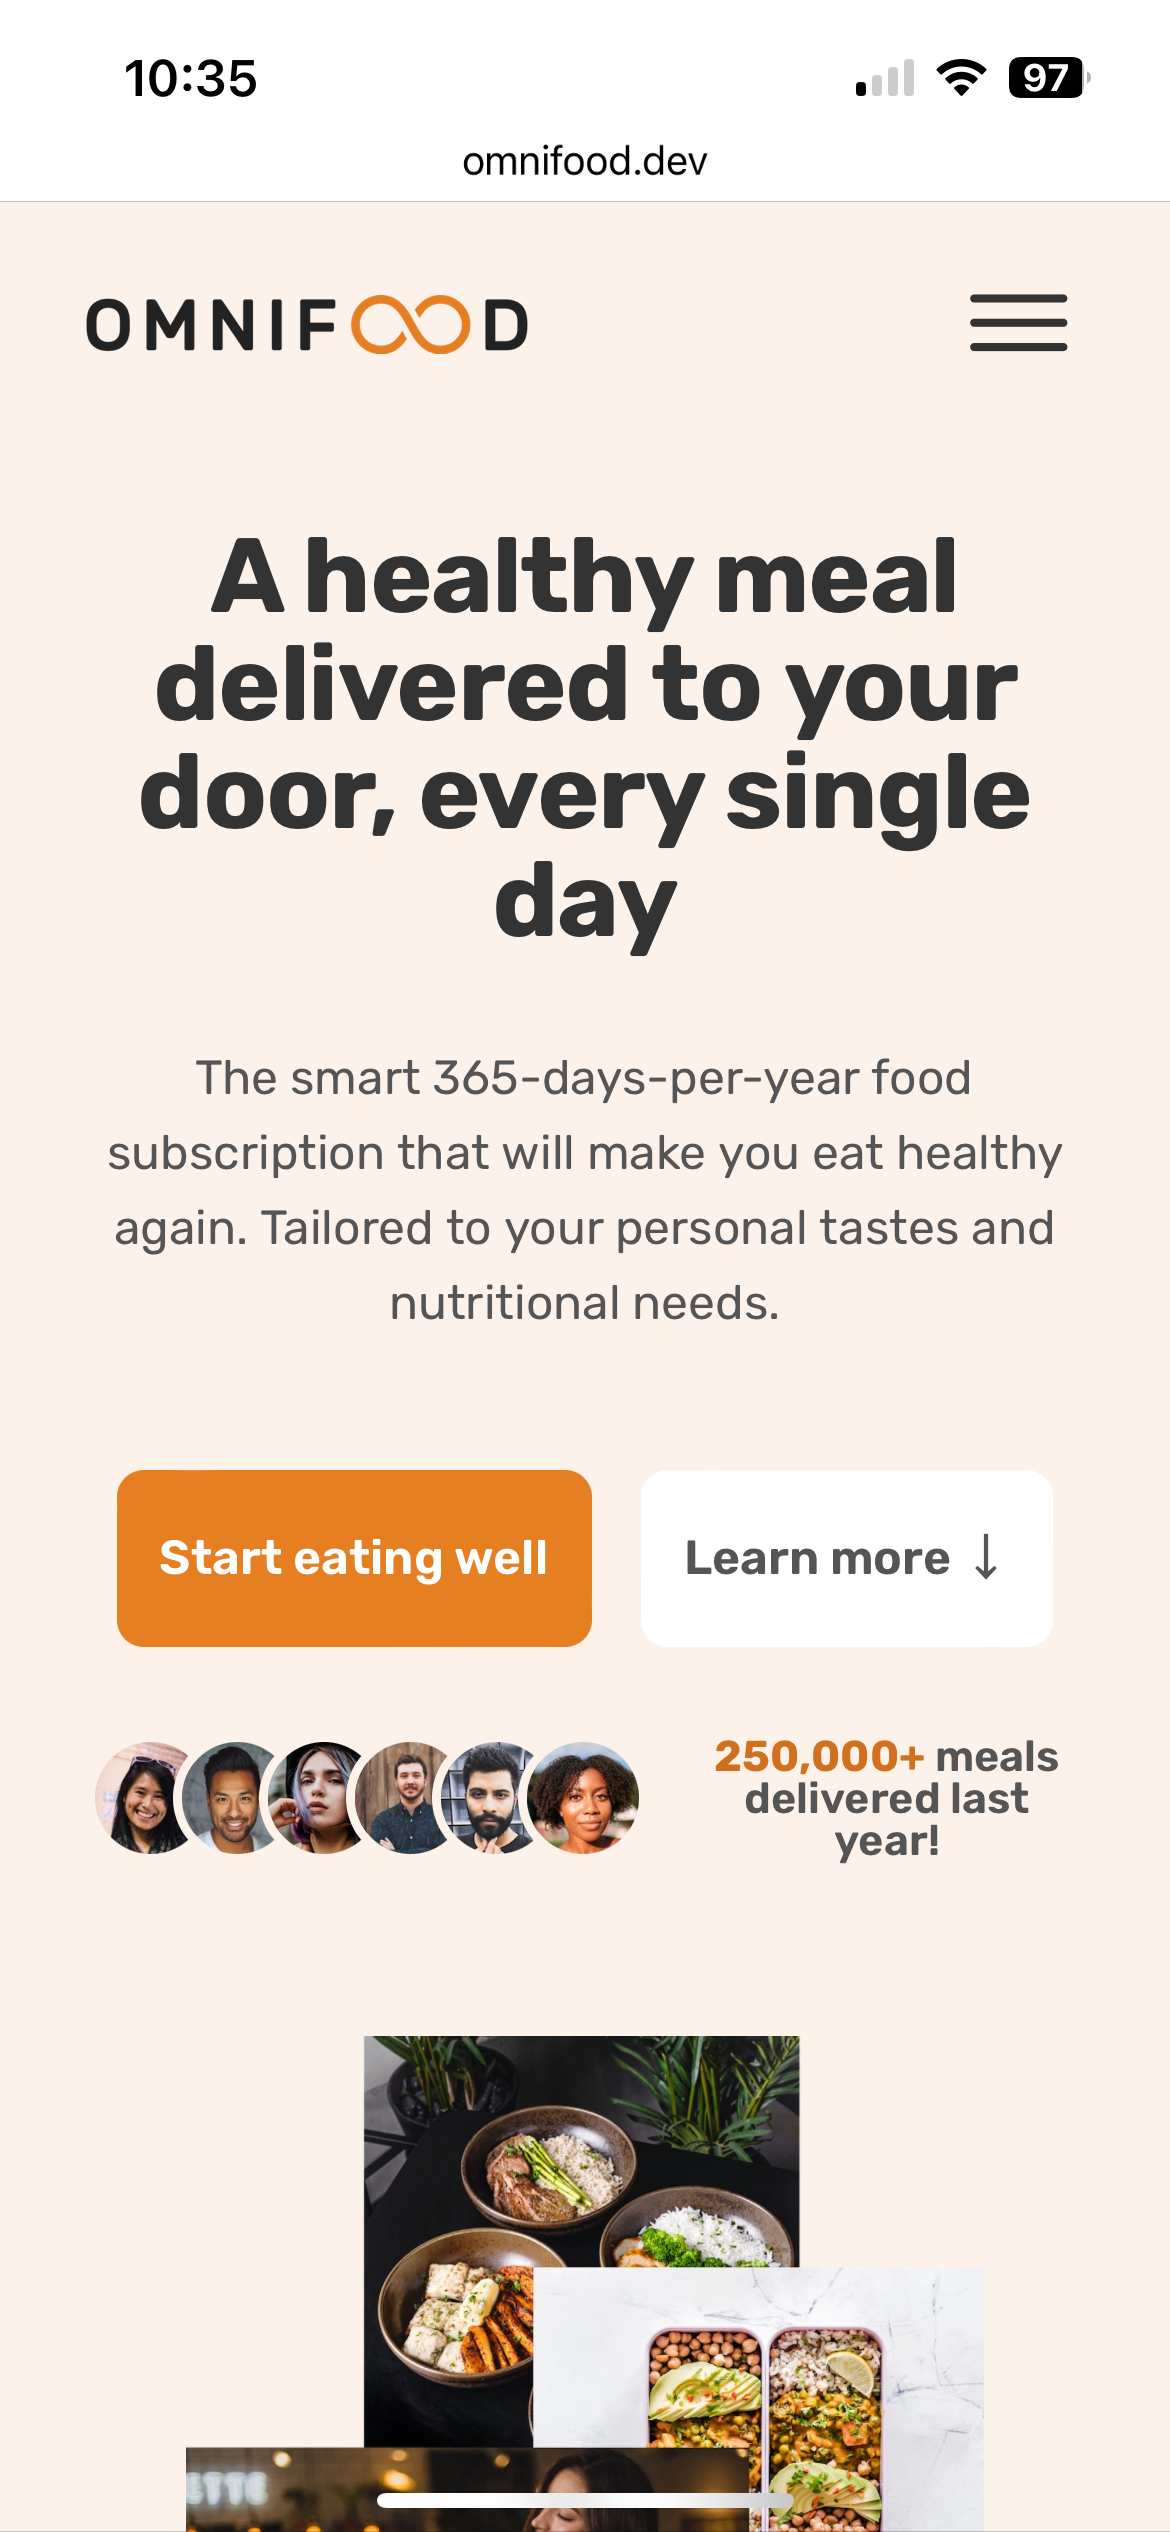 10:35
97
omnifood.dev
OMNIFOOD
A healthy meal
delivered to your
door, every single
day
The smart 365-days-per-year food
subscription that will make you eat healthy
again. Tailored to your personal tastes and
nutritional needs.
Start eating well
Learn more ↓
250,000+ meals
delivered last
year!
ETTE